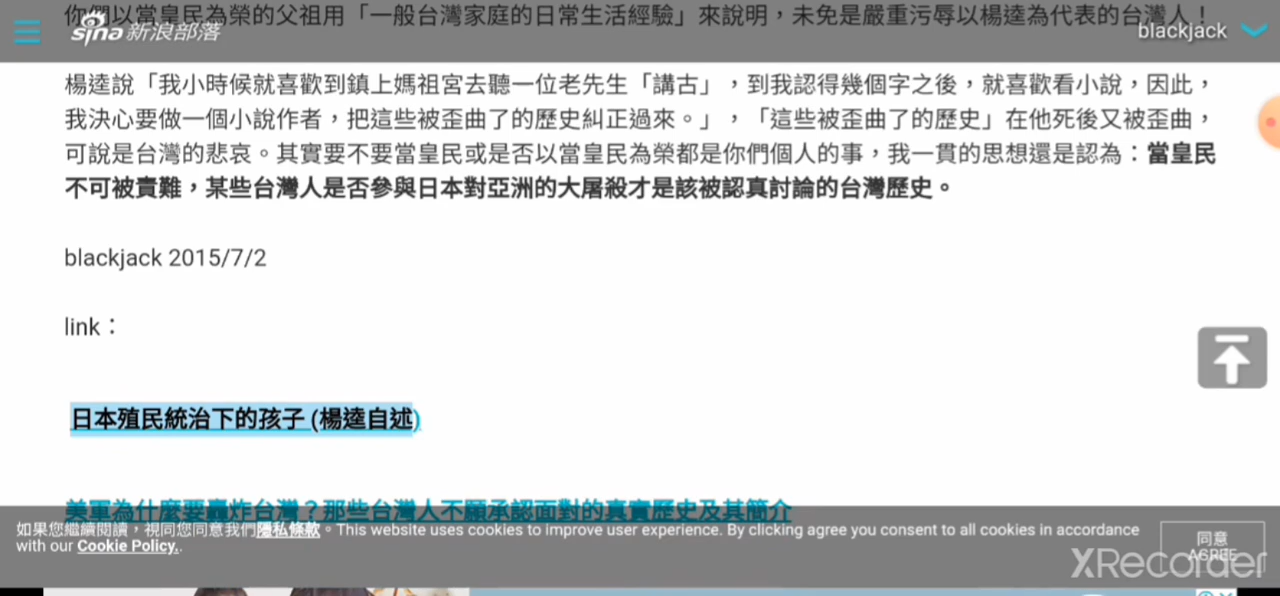 你們以當皇民為榮的父祖用「一般台灣家庭的日常生活經驗」來說明，未免是嚴重污辱以楊逵為代表的台灣人！
sina新浪部落
blackjack
楊逵說「我小時候就喜歡到鎮上媽祖宮去聽一位老先生「講古」，到我認得幾個字之後，就喜歡看小說，因此，
我決心要做一個小說作者，把這些被歪曲了的歷史糾正過來。」，「這些被歪曲了的歷史」在他死後又被歪曲，
可說是台灣的悲哀。其實要不要當皇民或是否以當皇民為榮都是你們個人的事，我一貫的思想還是認為：當皇民
不可被責難，某些台灣人是否參與日本對亞洲的大屠殺才是該被認真討論的台灣歷史。
blackjack 2015/7/2
link：
日本殖民統治下的孩子 (楊逵自述)
美軍為什麼要轟炸台灣？那些台灣人不願承認面對的真實歷史及其簡介
如果您繼續閱讀，視同您同意我們隱私條款。This website uses cookies to improve user experience. By clicking agree you consent to all cookies in accordance
with our Cookie Policy..
同意
AGREE
XRecorder